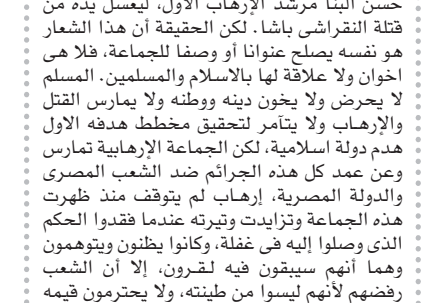 حسن البنا مرشد الإرهاب الأول، ليغسل يده من
قتلة النقراشى باشا. لكن الحقيقة أن هذا الشعار
هو نفسه يصلح عنوانا أو وصفا للجماعة، فلا هى
اخوان ولا علاقة لها بالاسلام والمسلمين. المسلم
لا يحرض ولا يخون دينه ووطنه ولا يمارس القتل
والإرهاب ولا يتآمر لتحقيق مخطط هدفه الاول
هدم دولة اسلامية، لكن الجماعة الإرهابية تمارس
وعن عمد كل هذه الجرائم ضد الشعب المصرى
والدولة المصرية، إرهاب لم يتوقف منذ ظهرت
هذه الجماعة وتزايدت وتيرته عندما فقدوا الحكم
الذى وصلوا إليه فى غفلة، وكانوا يظنون ويتوهمون
وهما أنهم سيبقون فيه لقرون، إلا أن الشعب
رفضهم لأنهم ليسوا من طينته، ولا يحترمون قيمه